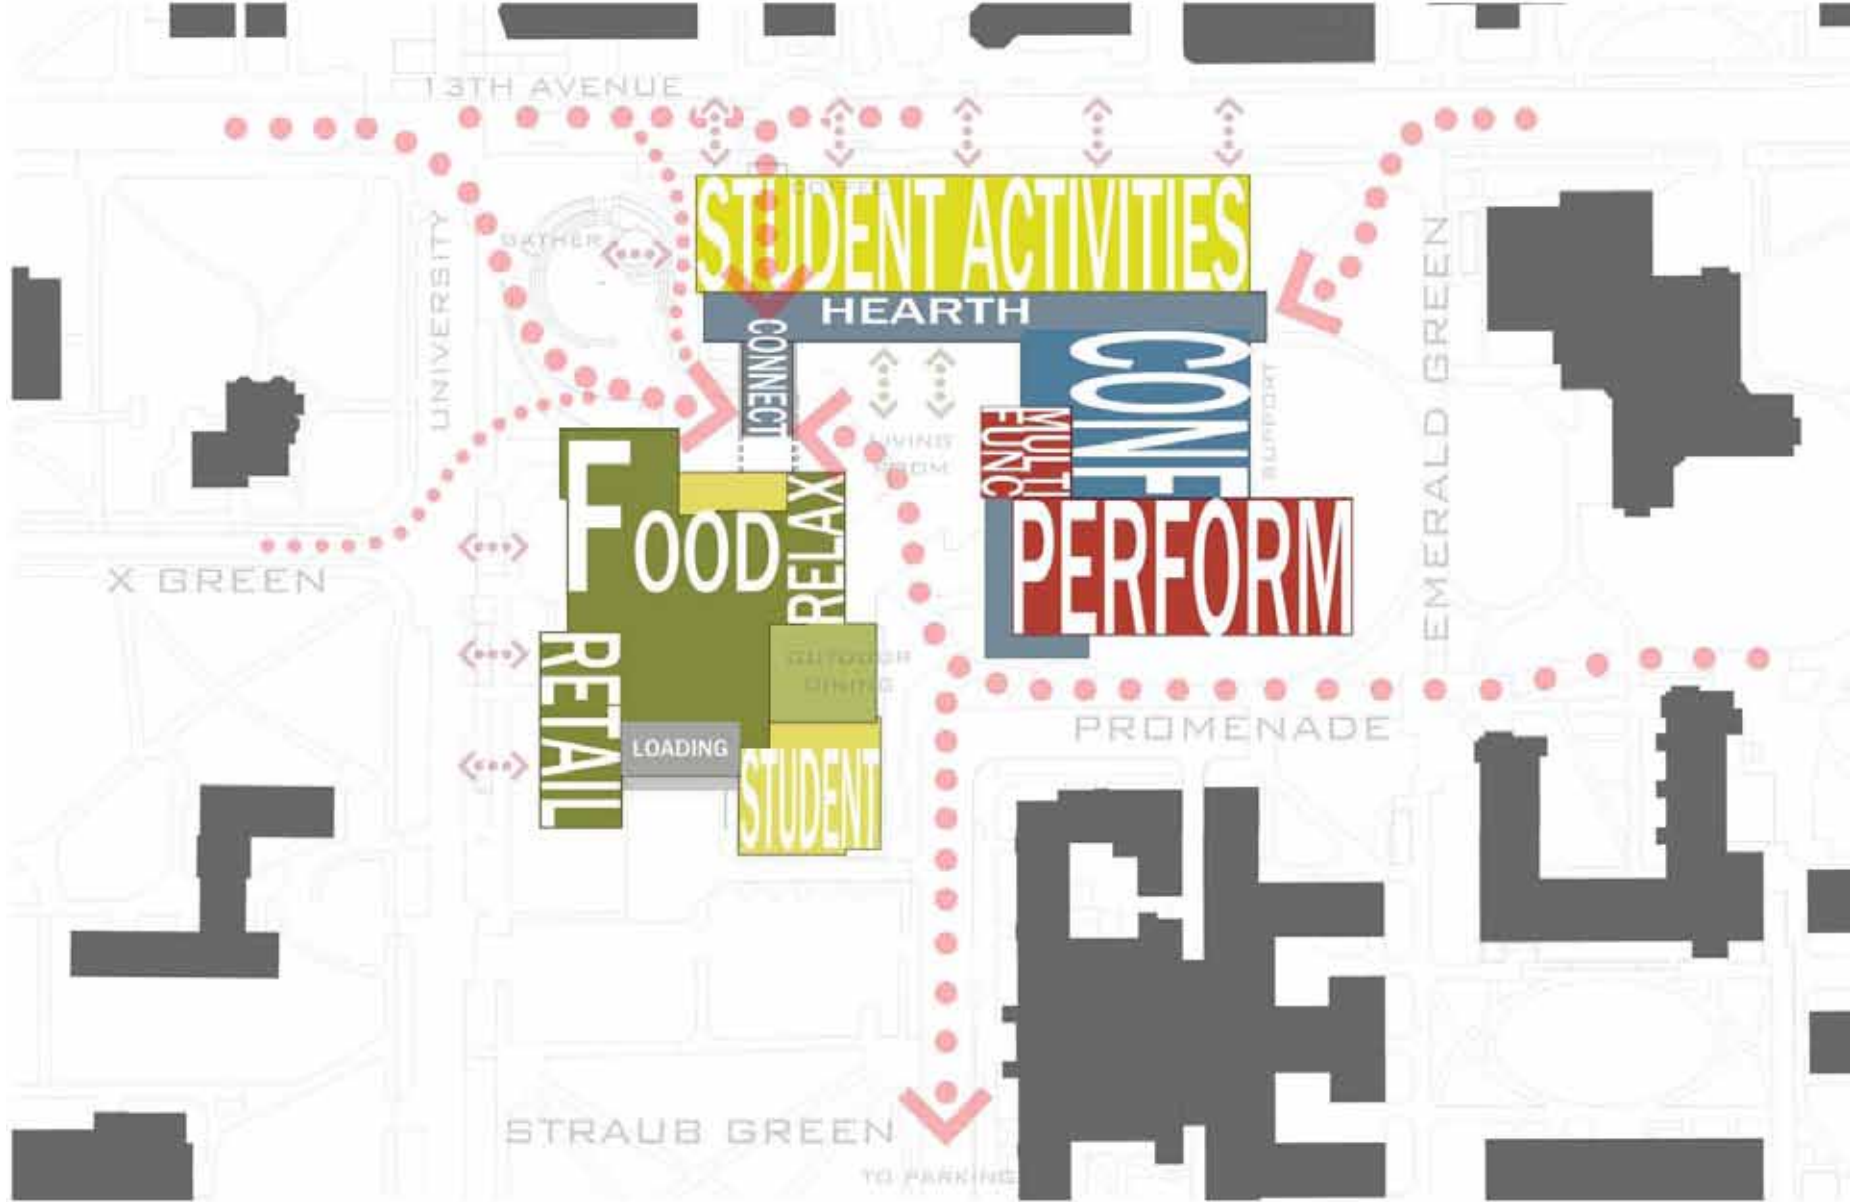 13TH AVENUE
COFFEE
STUDENT ACTIVITIES
GATHER
UNIVERSITY
HEARTH
CONNECT
CONF
SUPPORT
EMERALD GREEN
LIVING
ROOM
MULTI
FUNC
FOOD
RELAX
PERFORM
X GREEN
RETAIL
OUTDOOR
DINING
LOADING
STUDENT
PROMENADE
STRAUB GREEN
TO PARKING